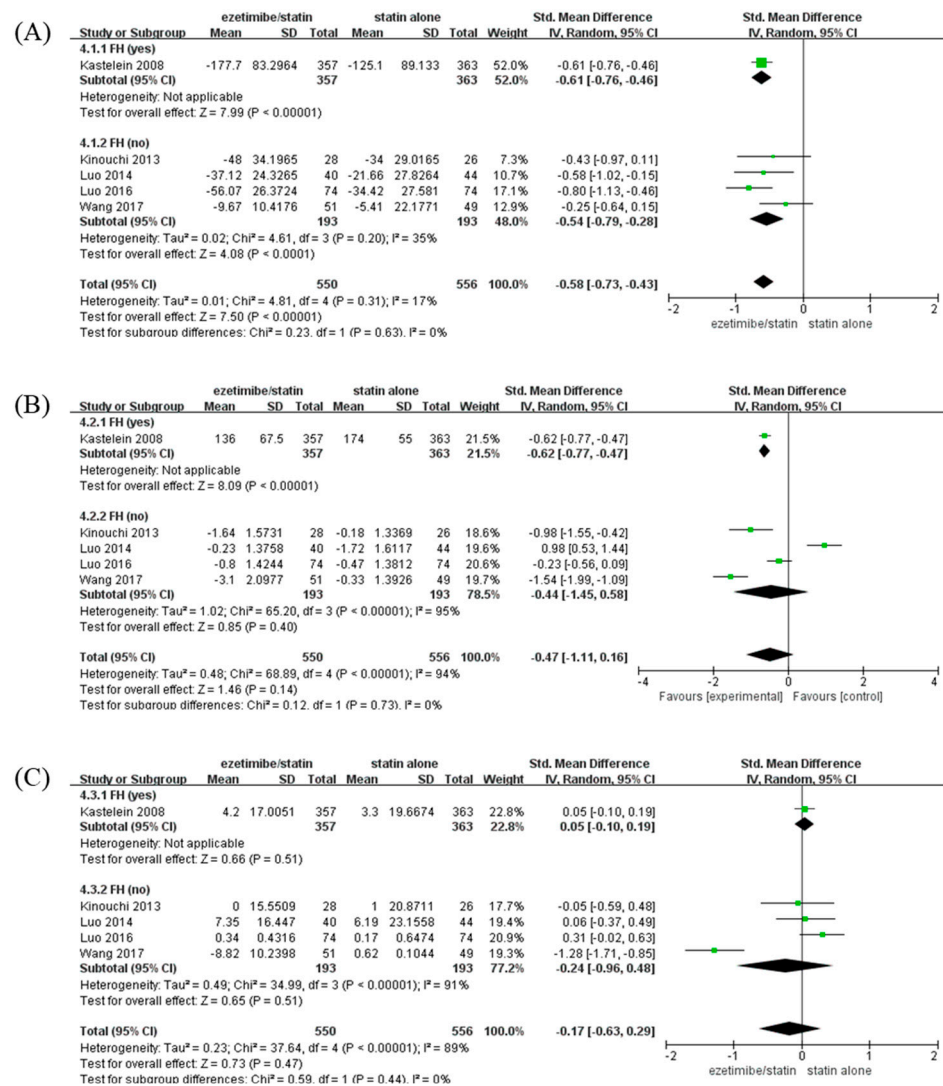 (A)
ezetimibe/statin statin alone Std. Mean Difference Std. Mean Difference
Study or Subgroup Mean SD Total Mean SD Total Weight IV, Random, 95% CI IV, Random, 95% CI
4.1.1 FH (yes)
Kastelein 2008 -177.7 83.2964 357 -125.1 89.133 363 52.0% -0.61 [-0.76, -0.46]
Subtotal (95% CI) 357 363 52.0% -0.61 [-0.76, -0.46]
Heterogeneity: Not applicable
Test for overall effect: Z = 7.99 (P < 0.00001)
4.1.2 FH (no)
Kinouchi 2013 -48 34.1965 28 -34 29.0165 26 7.3% -0.43 [-0.97, 0.11]
Luo 2014 -37.12 24.3265 40 -21.66 27.8264 44 10.7% -0.58 [-1.02, -0.15]
Luo 2016 -56.07 26.3724 74 -34.42 27.581 74 17.1% -0.80 [-1.13, -0.46]
Wang 2017 -9.67 10.4176 51 -5.41 22.1771 49 12.9% -0.25 [-0.64, 0.15]
Subtotal (95% CI) 193 193 48.0% -0.54 [-0.79, -0.28]
Heterogeneity: Tau² = 0.02; Chi² = 4.61, df = 3 (P = 0.20); I² = 35%
Test for overall effect: Z = 4.08 (P < 0.0001)
Total (95% CI) 550 556 100.0% -0.58 [-0.73, -0.43]
Heterogeneity: Tau² = 0.01; Chi² = 4.81, df = 4 (P = 0.31); I² = 17%
Test for overall effect: Z = 7.50 (P < 0.00001)
Test for subgroup differences: Chi² = 0.23, df = 1 (P = 0.63), I² = 0%
-2 -1 0 1 2
ezetimibe/statin statin alone
(B)
ezetimibe/statin statin alone Std. Mean Difference Std. Mean Difference
Study or Subgroup Mean SD Total Mean SD Total Weight IV, Random, 95% CI IV, Random, 95% CI
4.2.1 FH (yes)
Kastelein 2008 136 67.5 357 174 55 363 21.5% -0.62 [-0.77, -0.47]
Subtotal (95% CI) 357 363 21.5% -0.62 [-0.77, -0.47]
Heterogeneity: Not applicable
Test for overall effect: Z = 8.09 (P < 0.00001)
4.2.2 FH (no)
Kinouchi 2013 -1.64 1.5731 28 -0.18 1.3369 26 18.6% -0.98 [-1.55, -0.42]
Luo 2014 -0.23 1.3758 40 -1.72 1.6117 44 19.6% 0.98 [0.53, 1.44]
Luo 2016 -0.8 1.4244 74 -0.47 1.3812 74 20.6% -0.23 [-0.56, 0.09]
Wang 2017 -3.1 2.0977 51 -0.33 1.3926 49 19.7% -1.54 [-1.99, -1.09]
Subtotal (95% CI) 193 193 78.5% -0.44 [-1.45, 0.58]
Heterogeneity: Tau² = 1.02; Chi² = 65.20, df = 3 (P < 0.00001); I² = 95%
Test for overall effect: Z = 0.85 (P = 0.40)
Total (95% CI) 550 556 100.0% -0.47 [-1.11, 0.16]
Heterogeneity: Tau² = 0.48; Chi² = 68.89, df = 4 (P < 0.00001); I² = 94%
Test for overall effect: Z = 1.46 (P = 0.14)
Test for subgroup differences: Chi² = 0.12, df = 1 (P = 0.73), I² = 0%
-4 -2 0 2 4
Favours [experimental] Favours [control]
(C)
ezetimibe/statin statin alone Std. Mean Difference Std. Mean Difference
Study or Subgroup Mean SD Total Mean SD Total Weight IV, Random, 95% CI IV, Random, 95% CI
4.3.1 FH (yes)
Kastelein 2008 4.2 17.0051 357 3.3 19.6674 363 22.8% 0.05 [-0.10, 0.19]
Subtotal (95% CI) 357 363 22.8% 0.05 [-0.10, 0.19]
Heterogeneity: Not applicable
Test for overall effect: Z = 0.66 (P = 0.51)
4.3.2 FH (no)
Kinouchi 2013 0 15.5509 28 1 20.8711 26 17.7% -0.05 [-0.59, 0.48]
Luo 2014 7.35 16.447 40 6.19 23.1558 44 19.4% 0.06 [-0.37, 0.49]
Luo 2016 0.34 0.4316 74 0.17 0.6474 74 20.9% 0.31 [-0.02, 0.63]
Wang 2017 -8.82 10.2398 51 0.62 0.1044 49 19.3% -1.28 [-1.71, -0.85]
Subtotal (95% CI) 193 193 77.2% -0.24 [-0.96, 0.48]
Heterogeneity: Tau² = 0.49; Chi² = 34.99, df = 3 (P < 0.00001); I² = 91%
Test for overall effect: Z = 0.65 (P = 0.51)
Total (95% CI) 550 556 100.0% -0.17 [-0.63, 0.29]
Heterogeneity: Tau² = 0.23; Chi² = 37.64, df = 4 (P < 0.00001); I² = 89%
Test for overall effect: Z = 0.73 (P = 0.47)
Test for subgroup differences: Chi² = 0.59, df = 1 (P = 0.44), I² = 0%
-2 -1 0 1 2
ezetimibe/statin statin alone